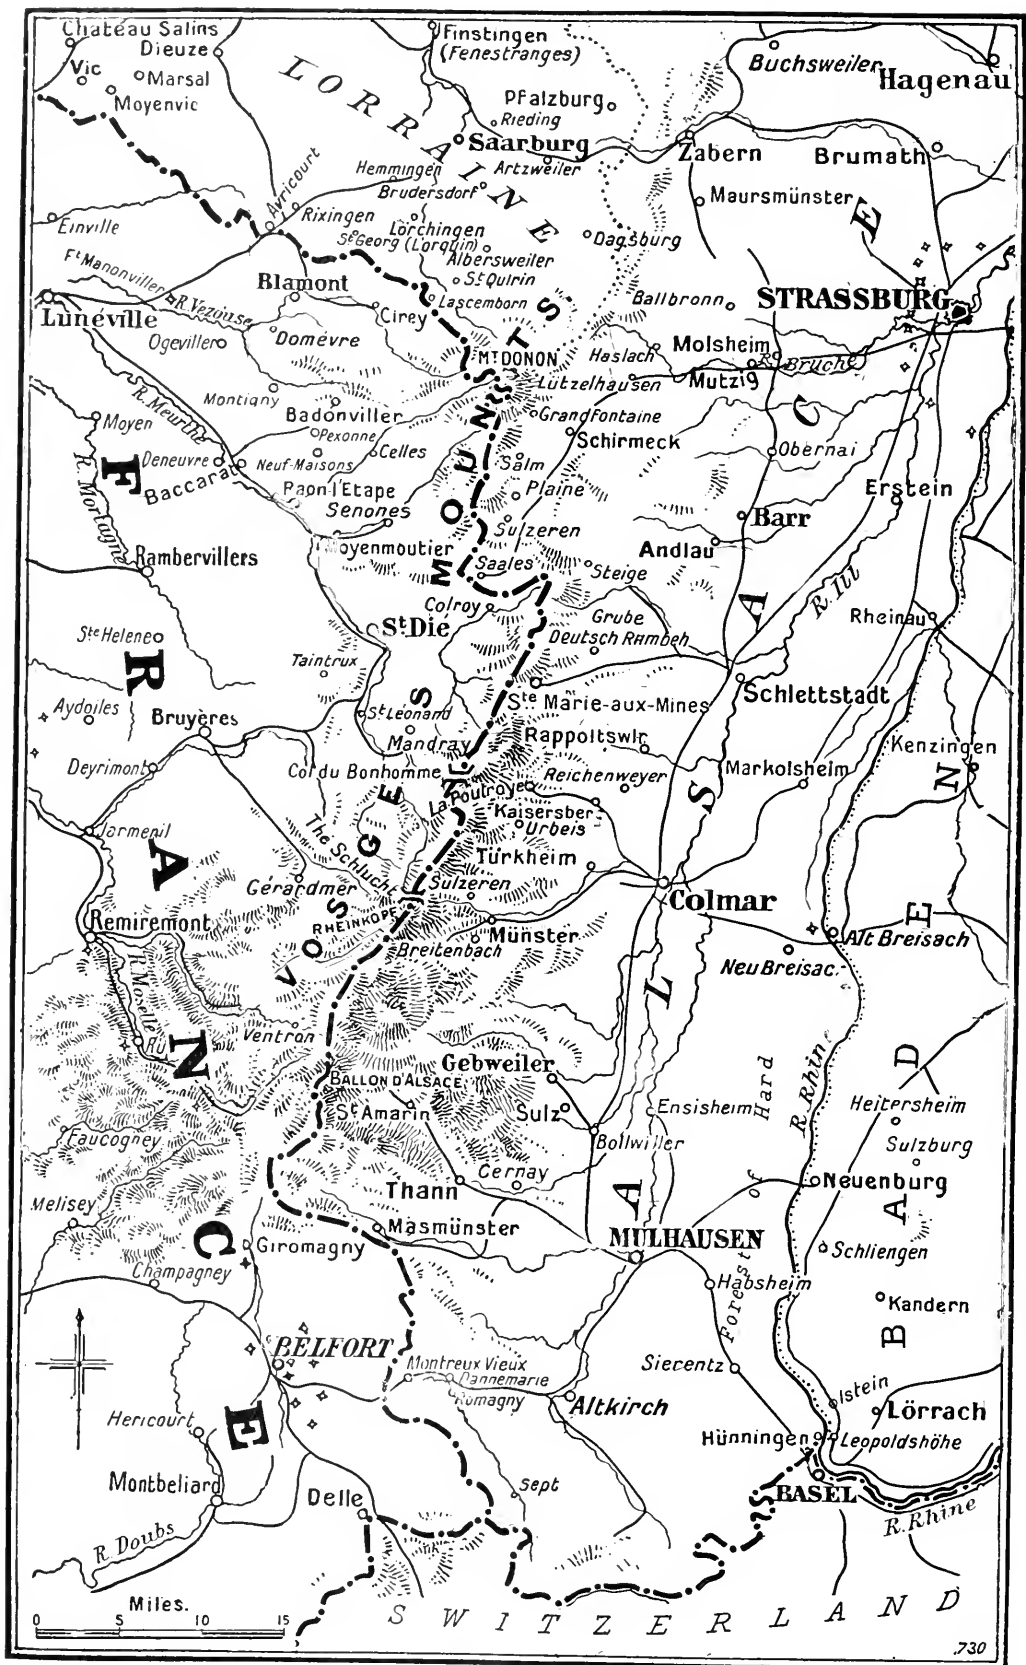 Chateau Salins
Dieuze
Vic
Marsal
Moyenvic
Finstingen
(Fenestranges)
Buchsweiler
Hagenau
LORRAINE
Pfalzburg
Rieding
Saarburg
Artzweiler
Zabern
Brumath
Avricourt
Hemmingen
Brudersdorf
Maursmünster
Einville
Rixingen
Lörchingen
St Georg (Lorquin)
Dagsburg
Albersweiler
St Quirin
Ft Manonviller
R. Vezouse
Blamont
Lascemborn
Ballbronn
STRASSBURG
Lunéville
Cirey
Ogeviller
Domèvre
MT DONON
Haslach
Molsheim
R. Bruche
Lützelhausen
Mutzig
Montigny
R. Meurthe
Badonviller
Grandfontaine
Moyen
Pexonne
Schirmeck
Deneuvre
Neuf-Maisons
Celles
Salm
Obernai
Baccarat
R. Mortagne
Paon l'Etape
Senones
Plaine
Erstein
Sulzeren
Barr
Moyenmoutier
Andlau
Rambervillers
Saales
Steige
R. Ill
Colroy
Grube
Rheinau
Ste Helene
St. Die
Deutsch Rumbch
Taintrux
Ste Marie-aux-Mines
Schlettstadt
Aydoiles
Bruyères
St Léonard
Mandray
Rappoltswlr
Kenzingen
Deyrimont
Col du Bonhomme
Reichenweyer
Markolsheim
La Poutroye
Kaisersber
Urbeis
Jarmenil
The Schlucht
Türkheim
Gérardmer
Sulzeren
Colmar
Remiremont
RHEINKOPF
Münster
Alt Breisach
Breitenbach
Neu Breisac.
R. Moselle
Ru
Ventron
Gebweiler
R. Rhin
BALLON D'ALSACE
St Amarin
Sulz
Ensisheim
Heitersheim
Faucogney
Bollwiller
Sulzburg
Cernay
Forest of Hard
Thann
Neuenburg
Melisey
Masmünster
MULHAUSEN
Giromagny
Schliengen
Champagney
Habsheim
Kandern
BELFORT
Montreux Vieux
Dannemarie
Romagny
Siecentz
Istein
Altkirch
Lörrach
Hericourt
Hünningen
Leopoldshöhe
Montbeliard
Delle
Sept
BASEL
R. Rhine
R. Doubs
VOSGES MOUNTS.
FRANCE
ALSACE
BADEN
SWITZERLAND
Miles.
0 5 10 15
.730